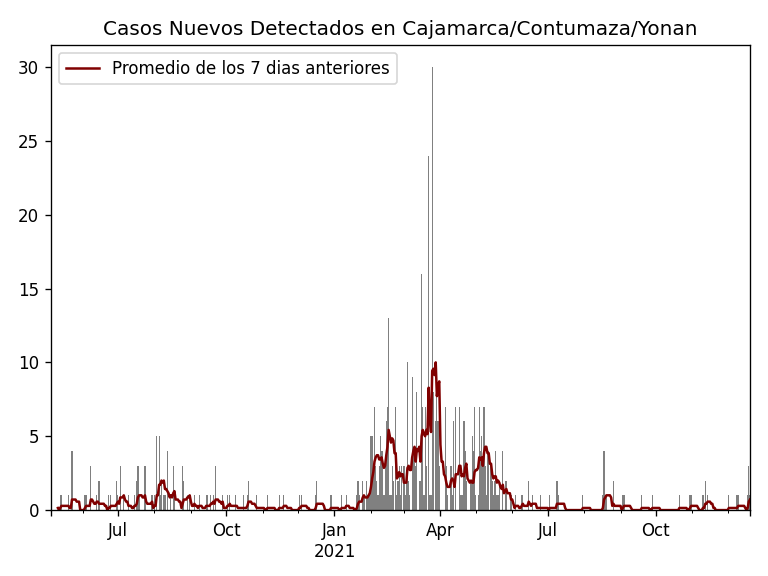 Casos Nuevos Detectados en Cajamarca/Contumaza/Yonan
Promedio de los 7 dias anteriores
30
25
20
15
10
5
0
Jul Oct Jan Apr Jul Oct
2021